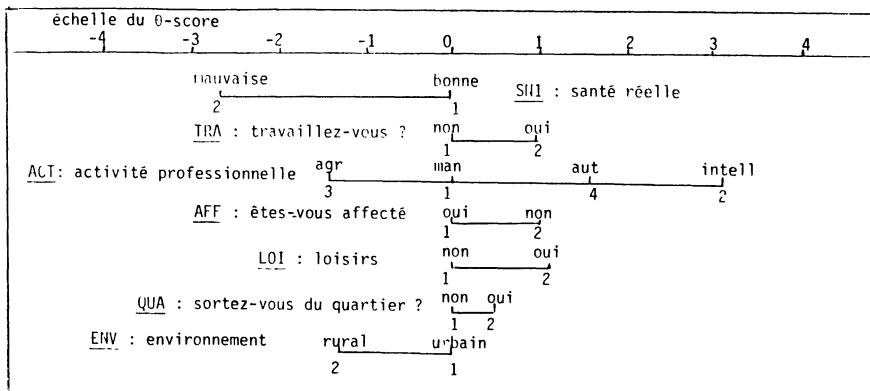 échelle du θ-score
-4 -3 -2 -1 0 1 2 3 4
mauvaise bonne
2 1 SN1 : santé réelle
TRA : travaillez-vous ? non oui
1 2
ACT: activité professionnelle agr man aut intell
3 1 4 2
AFF : êtes-vous affecté oui non
1 2
LOI : loisirs non oui
1 2
QUA : sortez-vous du quartier ? non oui
1 2
ENV : environnement rural urbain
2 1